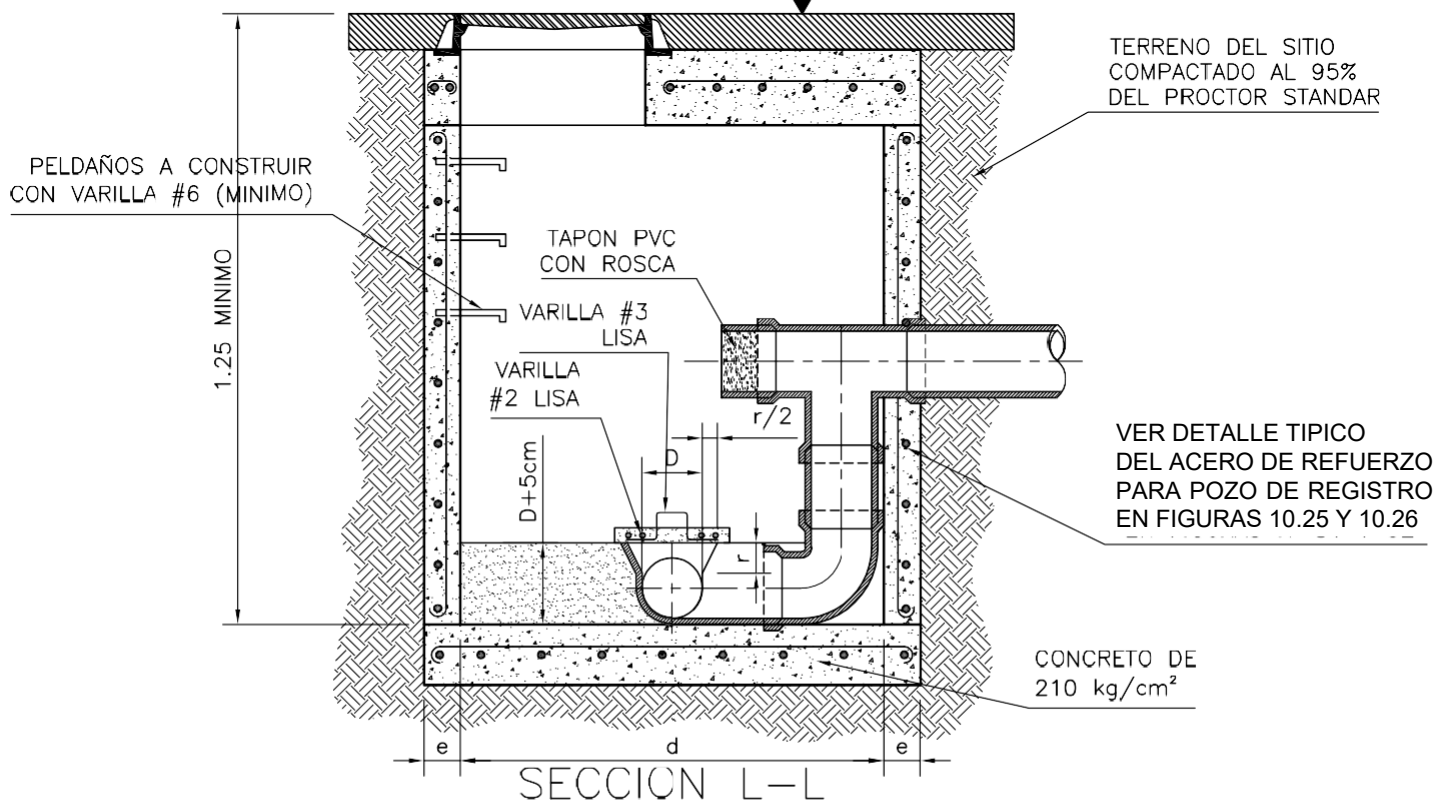 TERRENO DEL SITIO
COMPACTADO AL 95%
DEL PROCTOR STANDAR
PELDAÑOS A CONSTRUIR
CON VARILLA #6 (MINIMO)
1.25 MINIMO
TAPON PVC
CON ROSCA
VARILLA #3
LISA
VARILLA
#2 LISA
r/2
D
D+5cm
r
VER DETALLE TIPICO
DEL ACERO DE REFUERZO
PARA POZO DE REGISTRO
EN FIGURAS 10.25 Y 10.26
CONCRETO DE
210 kg/cm²
e
d
e
SECCION L-L